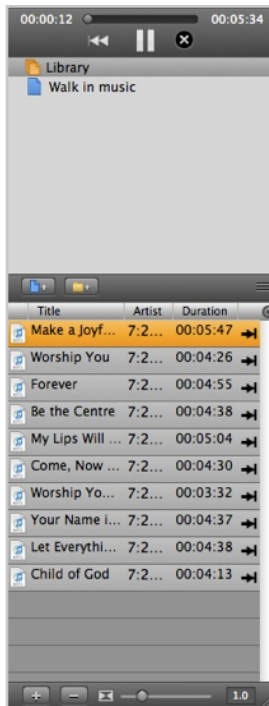 00:00:12 00:05:34
Library
Walk in music
Title Artist Duration
Make a Joyf... 7:2... 00:05:47
Worship You 7:2... 00:04:26
Forever 7:2... 00:04:55
Be the Centre 7:2... 00:04:38
My Lips Will ... 7:2... 00:05:04
Come, Now ... 7:2... 00:04:30
Worship Yo... 7:2... 00:03:32
Your Name i... 7:2... 00:04:37
Let Everythi... 7:2... 00:04:38
Child of God 7:2... 00:04:13
1.0